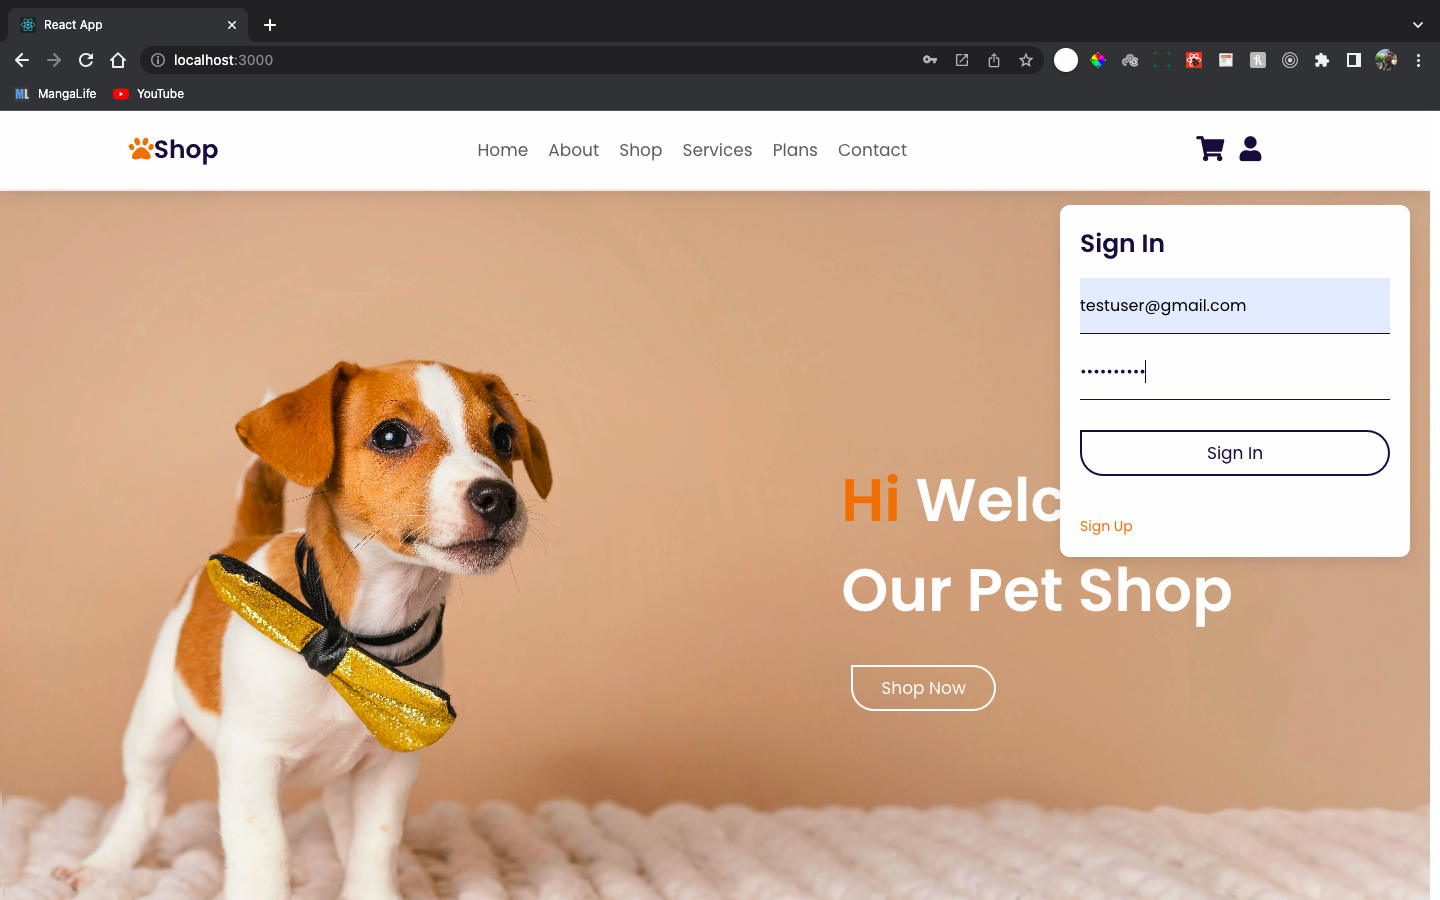 React App
localhost:3000
ML MangaLife YouTube
Shop
Home About Shop Services Plans Contact
Sign In
testuser@gmail.com
••••••••••
Sign In
Sign Up
Hi Welc
Our Pet Shop
Shop Now